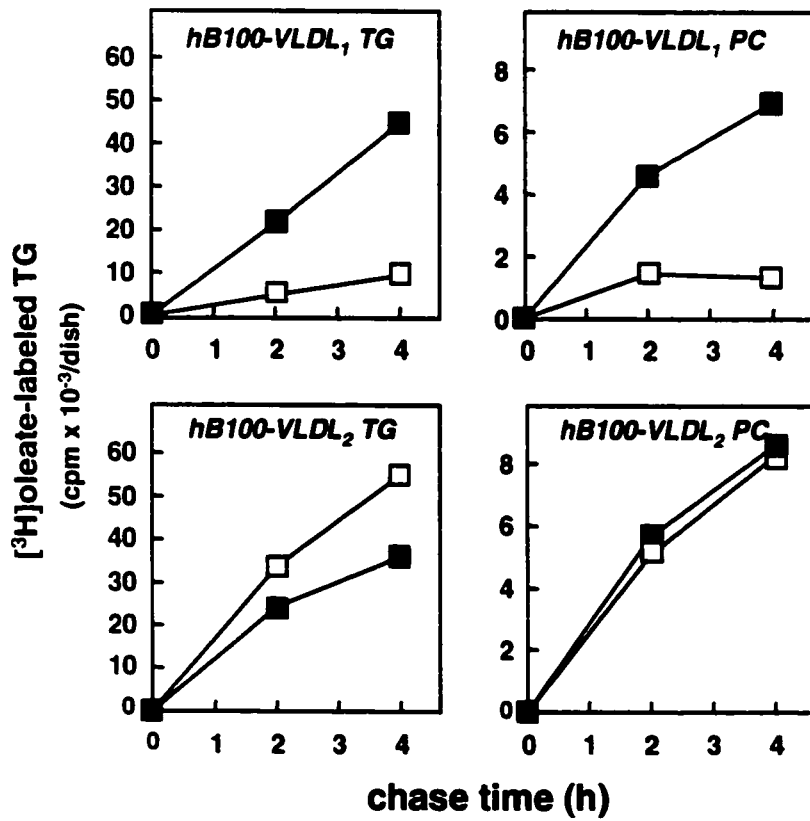 [³H]oleate-labeled TG
(cpm x 10⁻³/dish)
hB100-VLDL₁ TG
60
50
40
30
20
10
0
0 1 2 3 4
hB100-VLDL₁ PC
8
6
4
2
0
0 1 2 3 4
hB100-VLDL₂ TG
60
50
40
30
20
10
0
0 1 2 3 4
hB100-VLDL₂ PC
8
6
4
2
0
0 1 2 3 4
chase time (h)